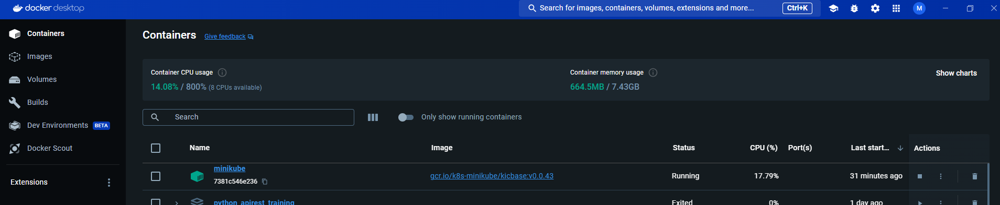 docker desktop
Search for images, containers, volumes, extensions and more...
Ctrl+K
M
Containers
Images
Volumes
Builds
Dev Environments BETA
Docker Scout
Extensions
Containers Give feedback
Container CPU usage
14.08% / 800% (8 CPUs available)
Container memory usage
664.5MB / 7.43GB
Show charts
Search
Only show running containers
Name Image Status CPU (%) Port(s) Last start... Actions
minikube
7381c546e236
gcr.io/k8s-minikube/kicbase:v0.0.43 Running 17.79% 31 minutes ago
python_apirest_training Exited 0% 1 day ago